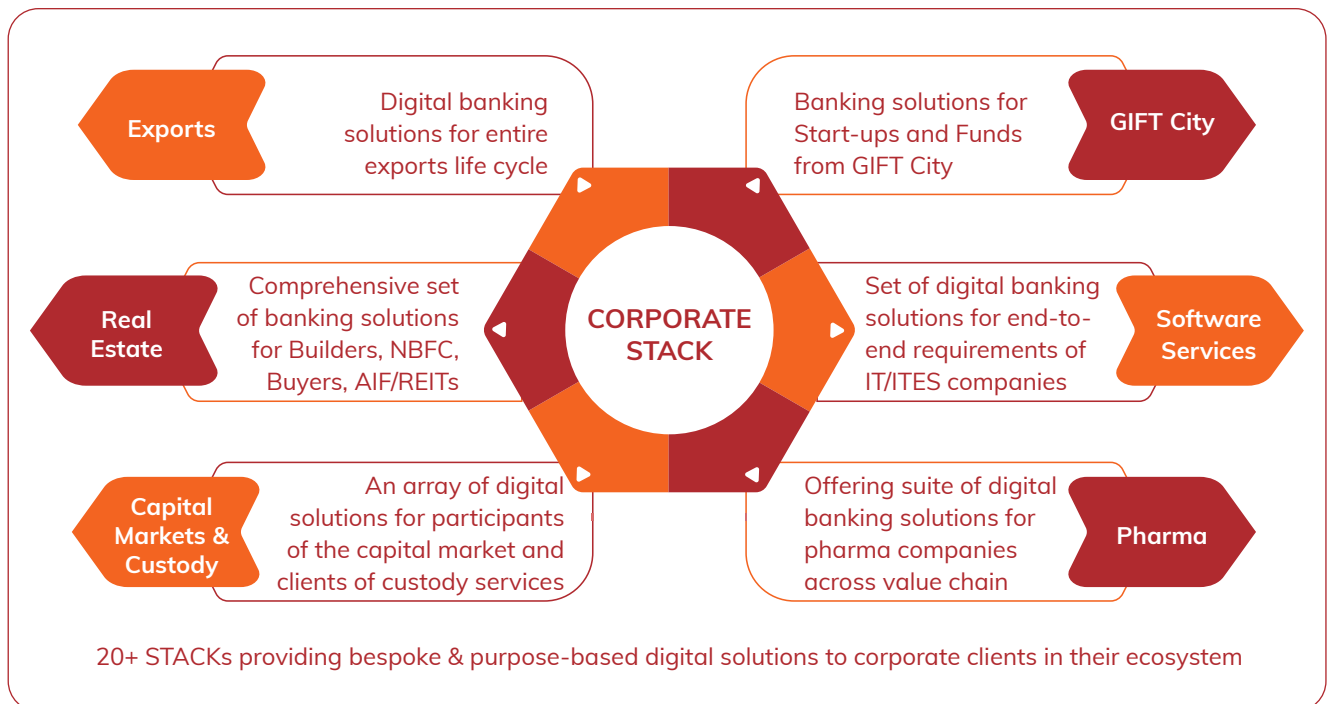 Exports
Digital banking
solutions for entire
exports life cycle
Banking solutions for
Start-ups and Funds
from GIFT City
GIFT City
Real
Estate
Comprehensive set
of banking solutions
for Builders, NBFC,
Buyers, AIF/REITs
CORPORATE
STACK
Set of digital banking
solutions for end-to-
end requirements of
IT/ITES companies
Software
Services
Capital
Markets &
Custody
An array of digital
solutions for participants
of the capital market and
clients of custody services
Offering suite of digital
banking solutions for
pharma companies
across value chain
Pharma
20+ STACKs providing bespoke & purpose-based digital solutions to corporate clients in their ecosystem